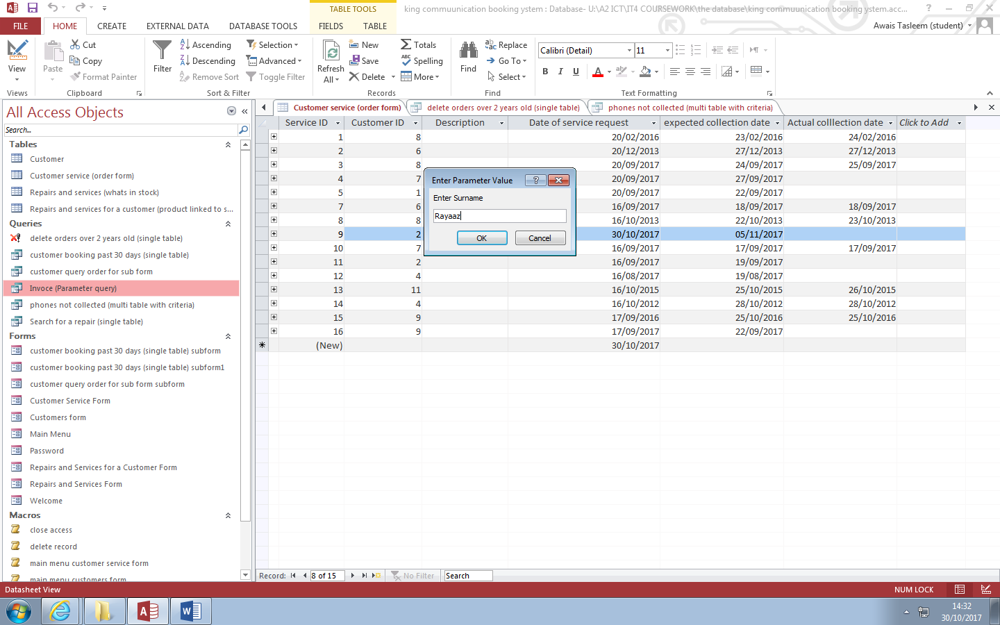 TABLE TOOLS
king commuunication booking ystem : Database- U:\A2 ICT\IT4 COURSEWORK\the database\king commuunication booking ystem.acc...
FILE HOME CREATE EXTERNAL DATA DATABASE TOOLS FIELDS TABLE
Awais Tasleem (student)
View
Paste
Cut
Copy
Format Painter
Filter
Ascending
Descending
Remove Sort
Selection
Advanced
Toggle Filter
Refresh
All
New
Save
Delete
Totals
Spelling
More
Find
Replace
Go To
Select
Calibri (Detail)
11
B I U
Views
Clipboard
Sort & Filter
Records
Find
Text Formatting
All Access Objects
Search...
Tables
Customer
Customer service (order form)
Repairs and services (whats in stock)
Repairs and services for a customer (product linked to s...
Queries
delete orders over 2 years old (single table)
customer booking past 30 days (single table)
customer query order for sub form
Invoce (Parameter query)
phones not collected (multi table with criteria)
Search for a repair (single table)
Forms
customer booking past 30 days (single table) subform
customer booking past 30 days (single table) subform1
customer query order for sub form subform
Customer Service Form
Customers form
Main Menu
Password
Repairs and Services for a Customer Form
Repairs and Services Form
Welcome
Macros
close access
delete record
main menu customer service form
main menu customers form
Customer service (order form)
delete orders over 2 years old (single table)
phones not collected (multi table with criteria)
Service ID Customer ID Description Date of service request expected collection date Actual colllection date Click to Add
1 8 20/02/2016 23/02/2016 24/02/2016
2 6 20/12/2013 27/12/2013 27/12/2013
3 8 20/09/2017 24/09/2017 25/09/2017
4 7 20/09/2017 27/09/2017
5 1 20/09/2017 22/09/2017
7 6 16/09/2017 18/09/2017 18/09/2017
8 8 16/10/2013 22/10/2013 23/10/2013
9 2 30/10/2017 05/11/2017
10 7 16/09/2017 17/09/2017 17/09/2017
11 2 16/09/2017 19/09/2017
12 4 16/08/2017 19/08/2017
13 11 16/10/2015 25/10/2015 26/10/2015
14 4 16/10/2012 28/10/2012 28/10/2012
15 9 17/09/2016 25/10/2016 25/10/2016
16 9 17/09/2017 22/09/2017
(New) 30/10/2017
Enter Parameter Value
Enter Surname
Rayaaz
OK Cancel
Record: 8 of 15 No Filter Search
Datasheet View
NUM LOCK
14:32
30/10/2017